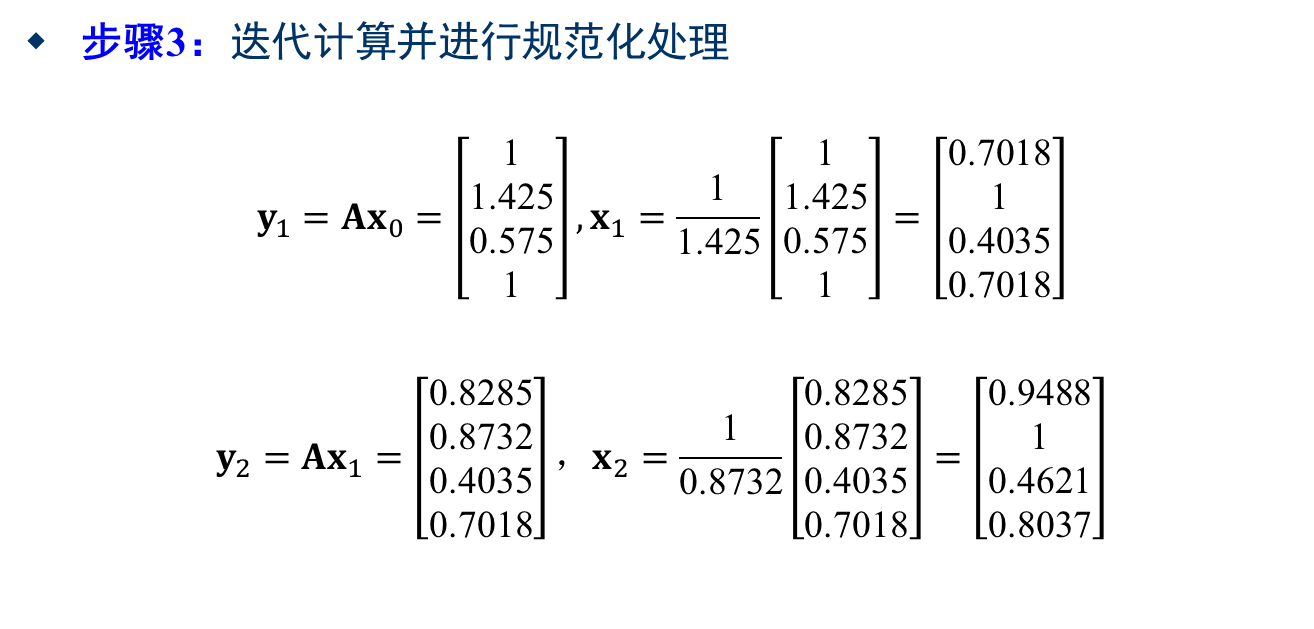 ◆ 步骤3：迭代计算并进行规范化处理
y₁ = Ax₀ = [1 1.425 0.575 1], x₁ = 1/1.425 [1 1.425 0.575 1] = [0.7018 1 0.4035 0.7018]
y₂ = Ax₁ = [0.8285 0.8732 0.4035 0.7018]， x₂ = 1/0.8732 [0.8285 0.8732 0.4035 0.7018] = [0.9488 1 0.4621 0.8037]